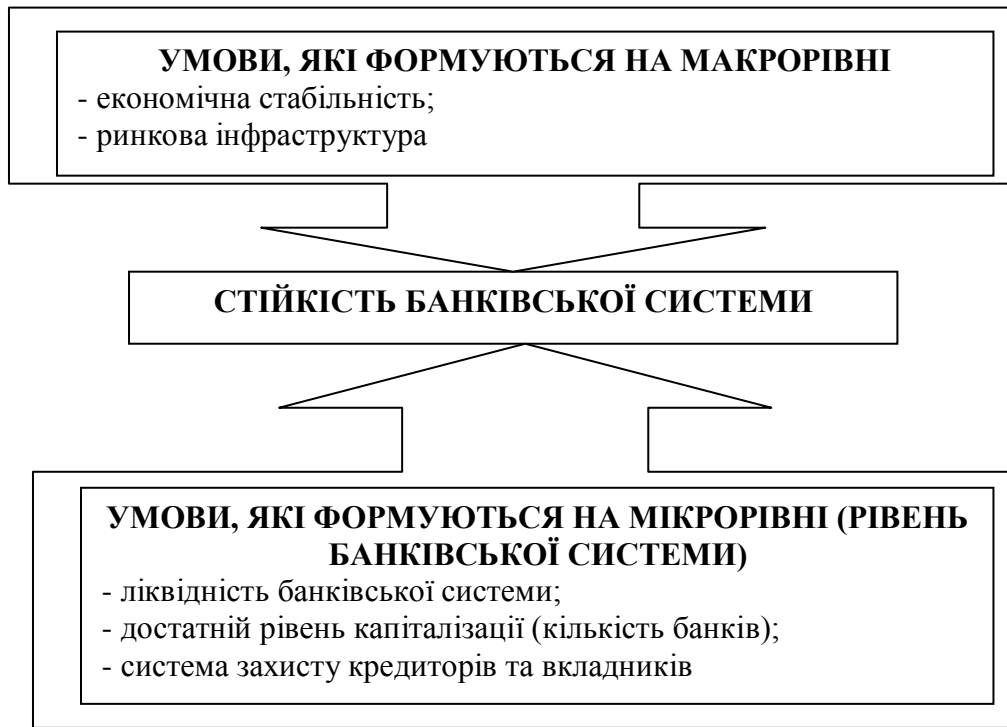 УМОВИ, ЯКІ ФОРМУЮТЬСЯ НА МАКРОРІВНІ
- економічна стабільність;
- ринкова інфраструктура
СТІЙКІСТЬ БАНКІВСЬКОЇ СИСТЕМИ
УМОВИ, ЯКІ ФОРМУЮТЬСЯ НА МІКРОРІВНІ (РІВЕНЬ
БАНКІВСЬКОЇ СИСТЕМИ)
- ліквідність банківської системи;
- достатній рівень капіталізації (кількість банків);
- система захисту кредиторів та вкладників